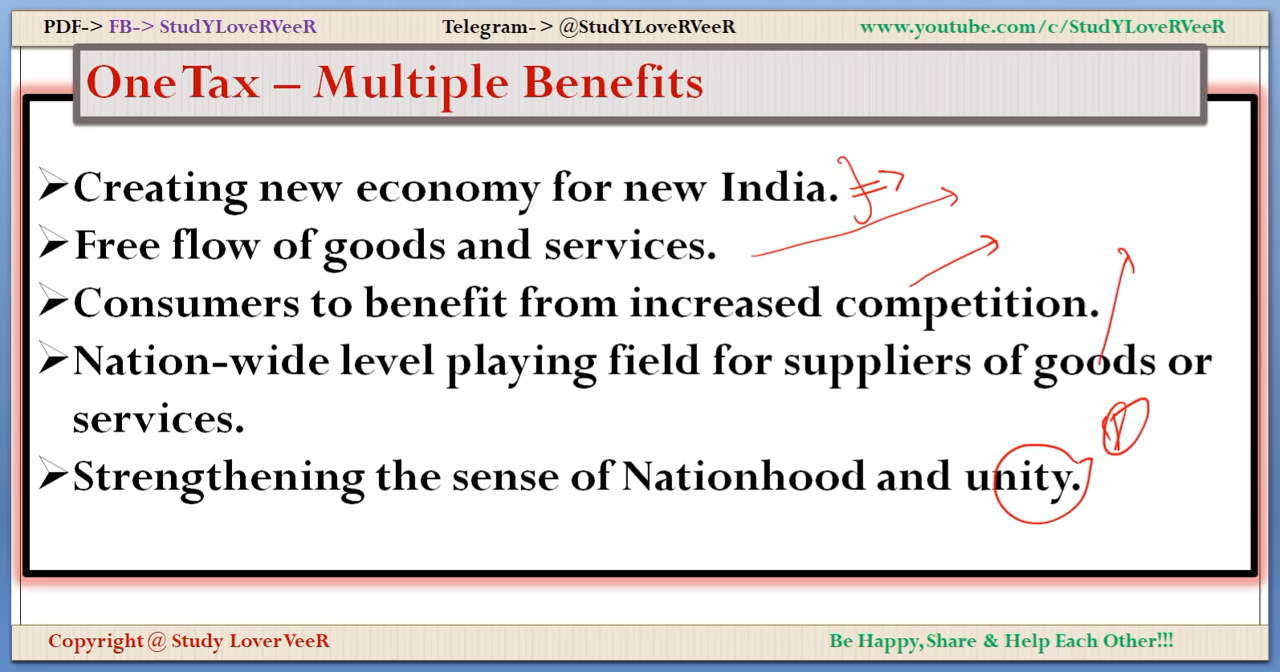 PDF-> FB-> StudYLoveRVeeR Telegram- > @StudYLoveRVeeR www.youtube.com/c/StudYLoveRVeeR
One Tax – Multiple Benefits
Creating new economy for new India.
Free flow of goods and services.
Consumers to benefit from increased competition.
Nation-wide level playing field for suppliers of goods or
services.
Strengthening the sense of Nationhood and unity.
Copyright @ Study Lover VeeR Be Happy,Share & Help Each Other!!!